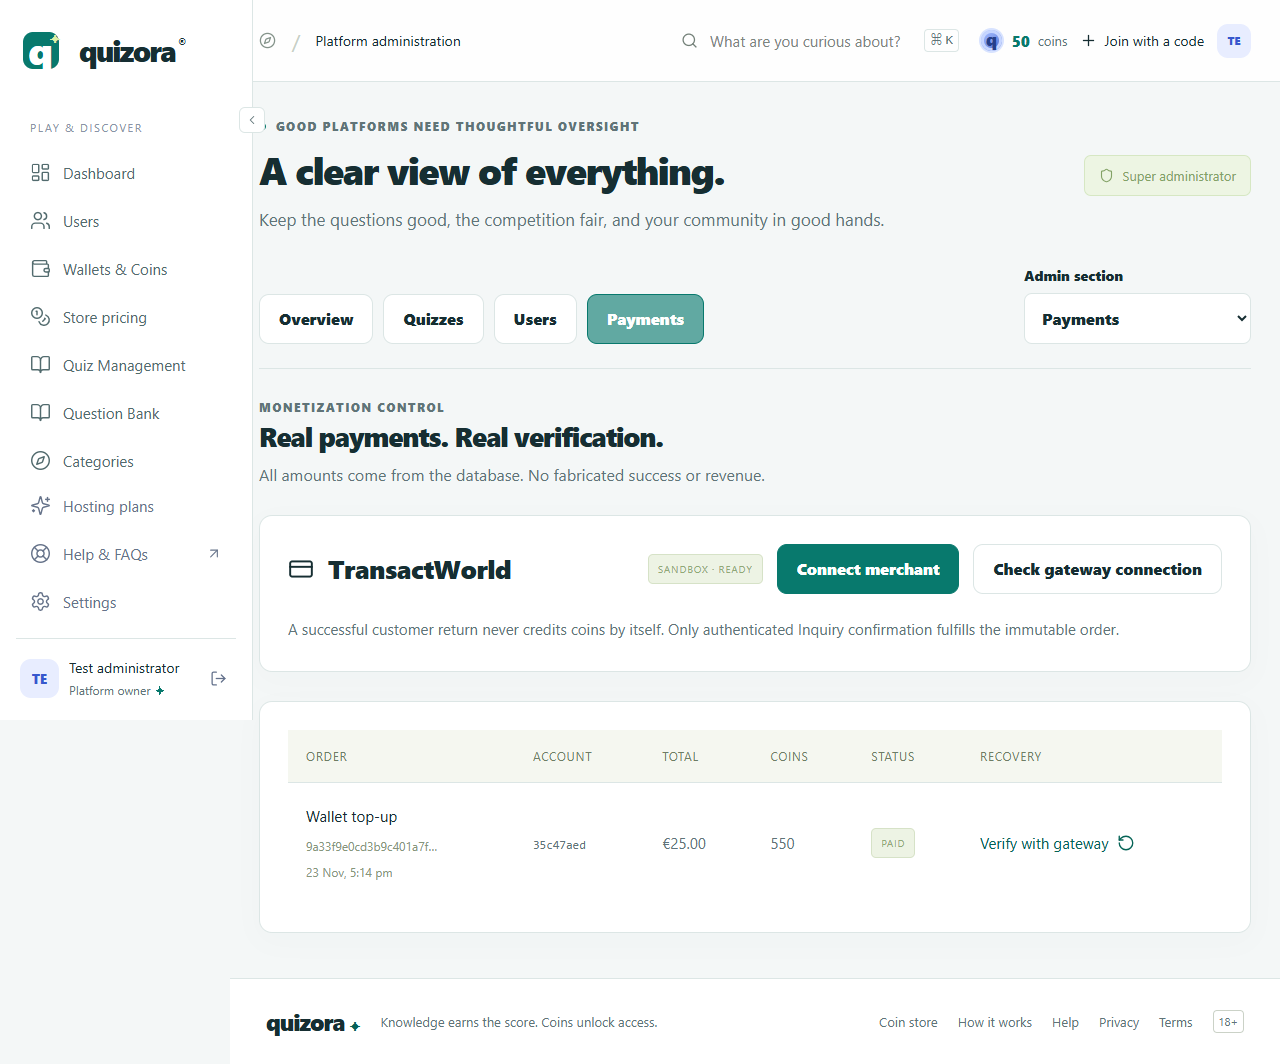 quizora®
Platform administration
What are you curious about?
⌘ K
50 coins
+ Join with a code
TE
PLAY & DISCOVER
Dashboard
Users
Wallets & Coins
Store pricing
Quiz Management
Question Bank
Categories
Hosting plans
Help & FAQs
Settings
TE
Test administrator
Platform owner
GOOD PLATFORMS NEED THOUGHTFUL OVERSIGHT
A clear view of everything.
Keep the questions good, the competition fair, and your community in good hands.
Super administrator
Overview
Quizzes
Users
Payments
Admin section
Payments
MONETIZATION CONTROL
Real payments. Real verification.
All amounts come from the database. No fabricated success or revenue.
TransactWorld
SANDBOX · READY
Connect merchant
Check gateway connection
A successful customer return never credits coins by itself. Only authenticated Inquiry confirmation fulfills the immutable order.
ORDER ACCOUNT TOTAL COINS STATUS RECOVERY
Wallet top-up
9a33f9e0cd3b9c401a7f...
23 Nov, 5:14 pm
35c47aed
€25.00
550
PAID
Verify with gateway
quizora
Knowledge earns the score. Coins unlock access.
Coin store
How it works
Help
Privacy
Terms
18+